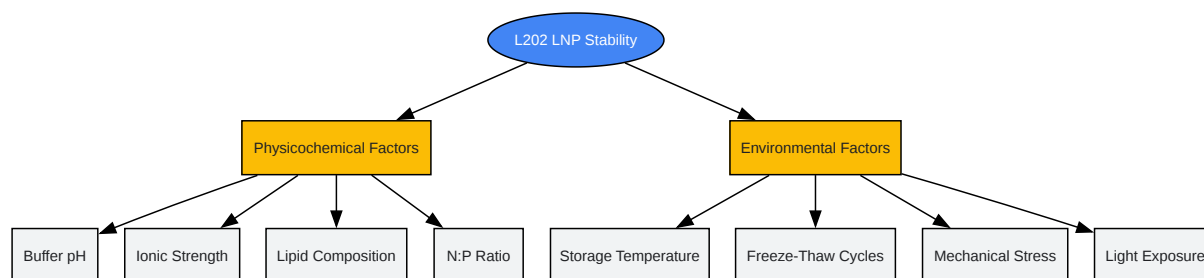 L202 LNP Stability
Physicochemical Factors
Environmental Factors
Buffer pH
Ionic Strength
Lipid Composition
N:P Ratio
Storage Temperature
Freeze-Thaw Cycles
Mechanical Stress
Light Exposure